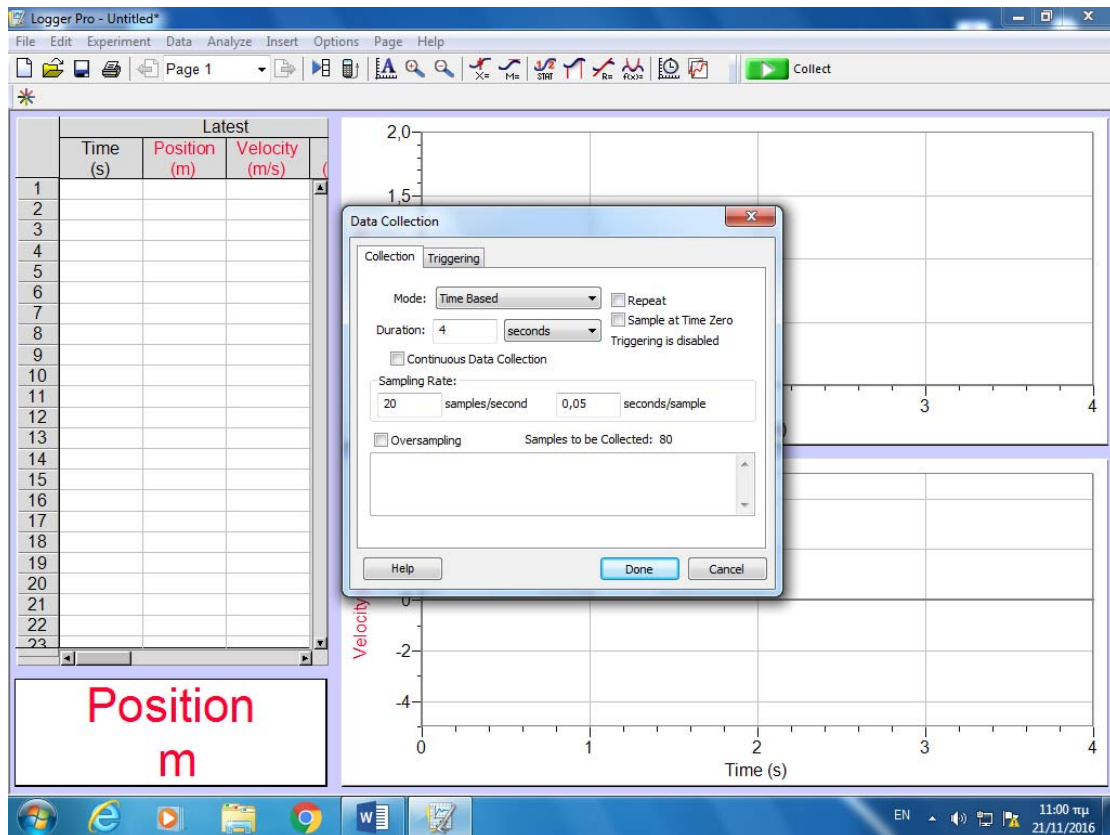 Logger Pro - Untitled*
File Edit Experiment Data Analyze Insert Options Page Help
Page 1
Collect
Latest
Time Position Velocity
(s) (m) (m/s) (
1
2
3
4
5
6
7
8
9
10
11
12
13
14
15
16
17
18
19
20
21
22
23
Position
m
2,0
1,5
3 4
Data Collection
Collection Triggering
Mode: Time Based
Repeat
Sample at Time Zero
Duration: 4 seconds
Triggering is disabled
Continuous Data Collection
Sampling Rate:
20 samples/second 0,05 seconds/sample
Oversampling Samples to be Collected: 80
Help Done Cancel
Velocity
0
-2
-4
0 1 2 3 4
Time (s)
EN 11:00 πμ
21/11/2016